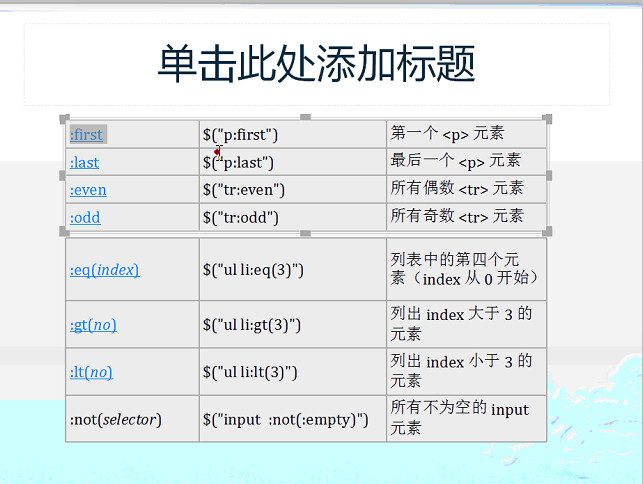 单击此处添加标题
:first $("p:first") 第一个 <p> 元素
:last $("p:last") 最后一个 <p> 元素
:even $("tr:even") 所有偶数 <tr> 元素
:odd $("tr:odd") 所有奇数 <tr> 元素
:eq(index) $("ul li:eq(3)") 列表中的第四个元
素（index 从 0 开始）
:gt(no) $("ul li:gt(3)") 列出 index 大于 3 的
元素
:lt(no) $("ul li:lt(3)") 列出 index 小于 3 的
元素
:not(selector) $("input :not(:empty)") 所有不为空的 input
元素